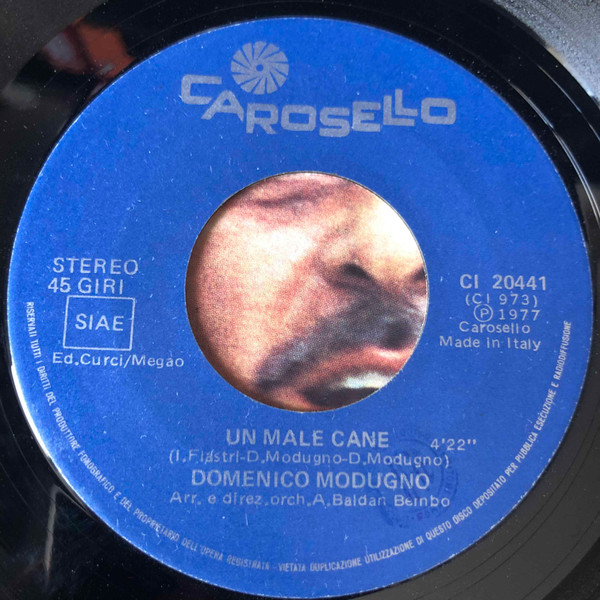 CAROSELLO
STEREO
45 GIRI
SIAE
Ed.Curci/Megao
CI 20441
(CI 973)
Ⓟ 1977
Carosello
Made in Italy
UN MALE CANE 4'22"
(I.Fiastri-D.Modugno-D.Modugno)
DOMENICO MODUGNO
Arr. e direz.orch.A.Baldan Bembo
RISERVATI TUTTI I DIRITTI DEL PRODUTTORE FONOGRAFICO E DEL PROPRIETARIO DELL'OPERA REGISTRATA - VIETATA DUPLICAZIONE UTILIZZAZIONE DI QUESTO DISCO DEPOSITATO PER PUBBLICA ESECUZIONE E RADIODIFFUSIONE